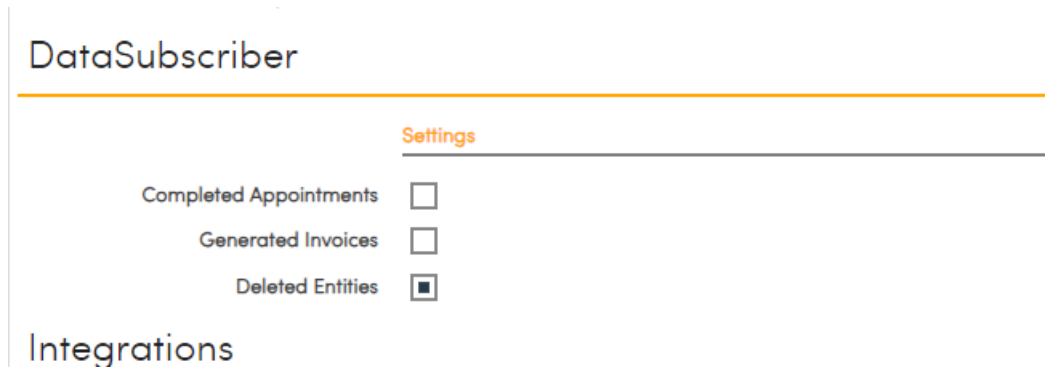 DataSubscriber
Settings
Completed Appointments
Generated Invoices
Deleted Entities
Integrations